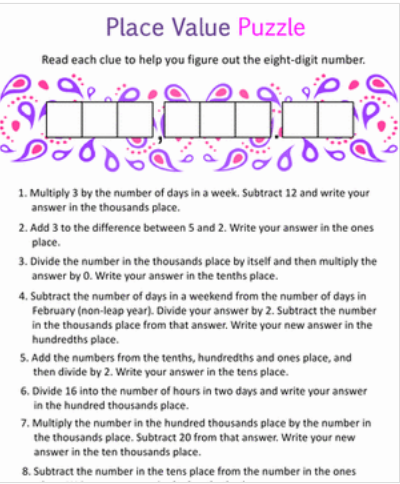 Place Value Puzzle
Read each clue to help you figure out the eight-digit number.
, .
1. Multiply 3 by the number of days in a week. Subtract 12 and write your
answer in the thousands place.
2. Add 3 to the difference between 5 and 2. Write your answer in the ones
place.
3. Divide the number in the thousands place by itself and then multiply the
answer by 0. Write your answer in the tenths place.
4. Subtract the number of days in a weekend from the number of days in
February (non-leap year). Divide your answer by 2. Subtract the number
in the thousands place from that answer. Write your new answer in the
hundredths place.
5. Add the numbers from the tenths, hundredths and ones place, and
then divide by 2. Write your answer in the tens place.
6. Divide 16 into the number of hours in two days and write your answer
in the hundred thousands place.
7. Multiply the number in the hundred thousands place by the number in
the thousands place. Subtract 20 from that answer. Write your new
answer in the ten thousands place.
8. Subtract the number in the tens place from the number in the ones